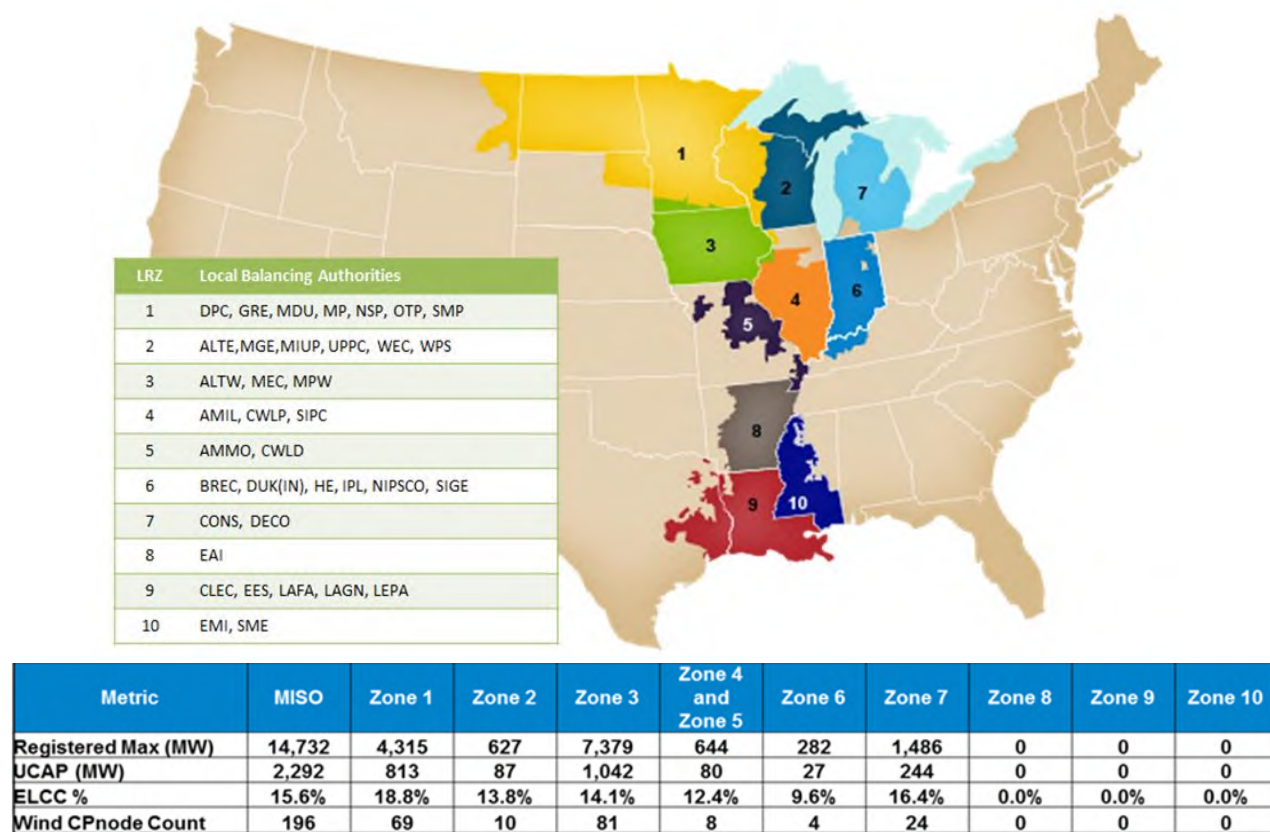 1
2
7
3
4
6
5
8
9
10
LRZ Local Balancing Authorities
1 DPC, GRE, MDU, MP, NSP, OTP, SMP
2 ALTE,MGE,MIUP, UPPC, WEC, WPS
3 ALTW, MEC, MPW
4 AMIL, CWLP, SIPC
5 AMMO, CWLD
6 BREC, DUK(IN), HE, IPL, NIPSCO, SIGE
7 CONS, DECO
8 EAI
9 CLEC, EES, LAFA, LAGN, LEPA
10 EMI, SME
Metric MISO Zone 1 Zone 2 Zone 3 Zone 4 and Zone 5 Zone 6 Zone 7 Zone 8 Zone 9 Zone 10
Registered Max (MW) 14,732 4,315 627 7,379 644 282 1,486 0 0 0
UCAP (MW) 2,292 813 87 1,042 80 27 244 0 0 0
ELCC % 15.6% 18.8% 13.8% 14.1% 12.4% 9.6% 16.4% 0.0% 0.0% 0.0%
Wind CPnode Count 196 69 10 81 8 4 24 0 0 0